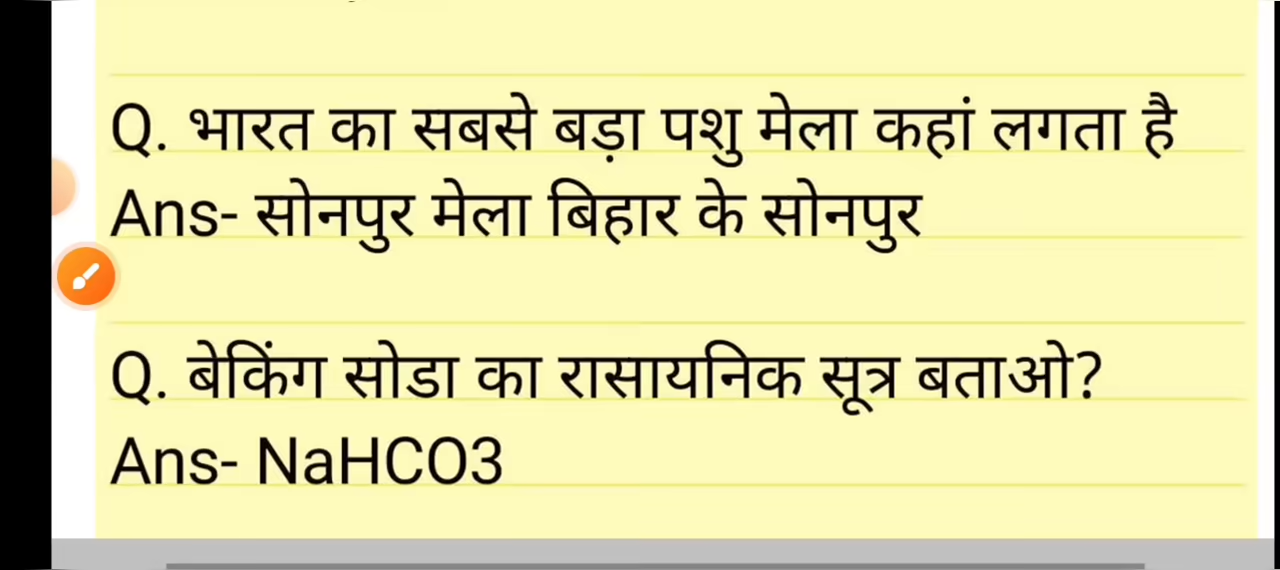 Q. भारत का सबसे बड़ा पशु मेला कहां लगता है
Ans- सोनपुर मेला बिहार के सोनपुर
Q. बेकिंग सोडा का रासायनिक सूत्र बताओ?
Ans- NaHCO3